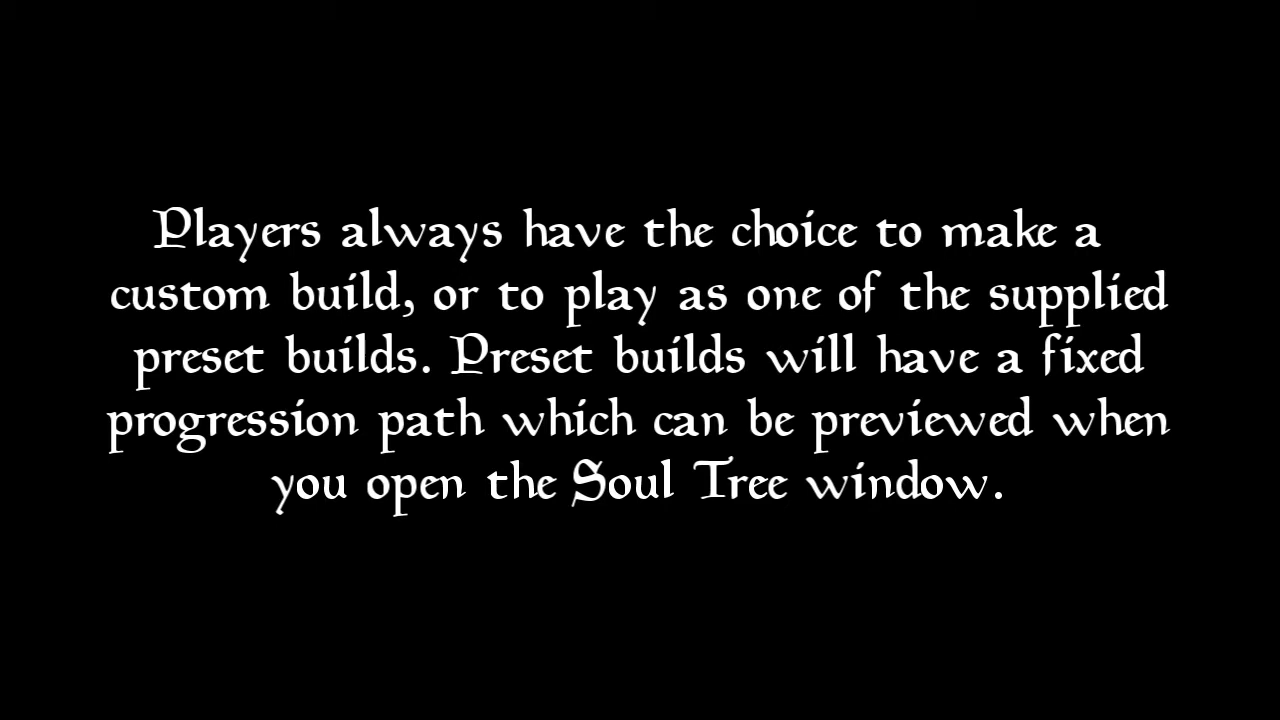 Players always have the choice to make a
custom build, or to play as one of the supplied
preset builds. Preset builds will have a fixed
progression path which can be previewed when
you open the Soul Tree window.